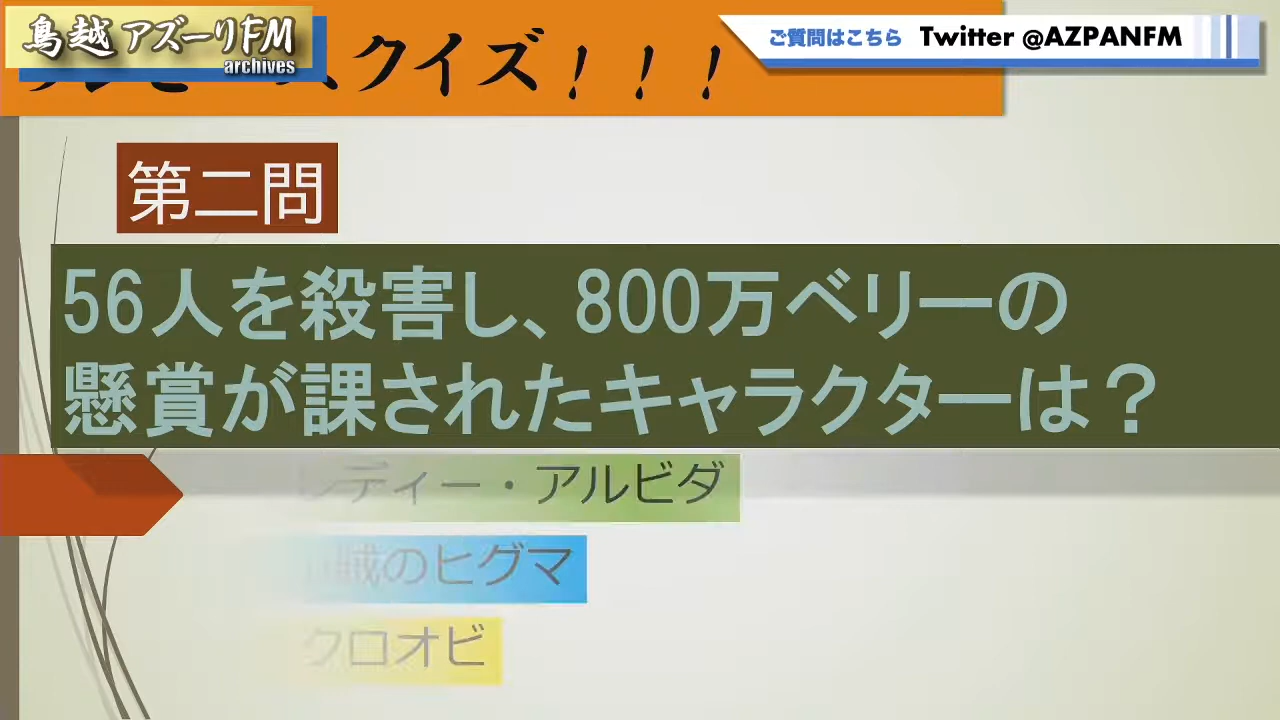 鳥越アズーリFM
archives
クイズ!!!
ご質問はこちら Twitter @AZPANFM
第二問
56人を殺害し、800万ベリーの
懸賞が課されたキャラクターは？
ディー・アルビダ
賊のヒグマ
クロオビ